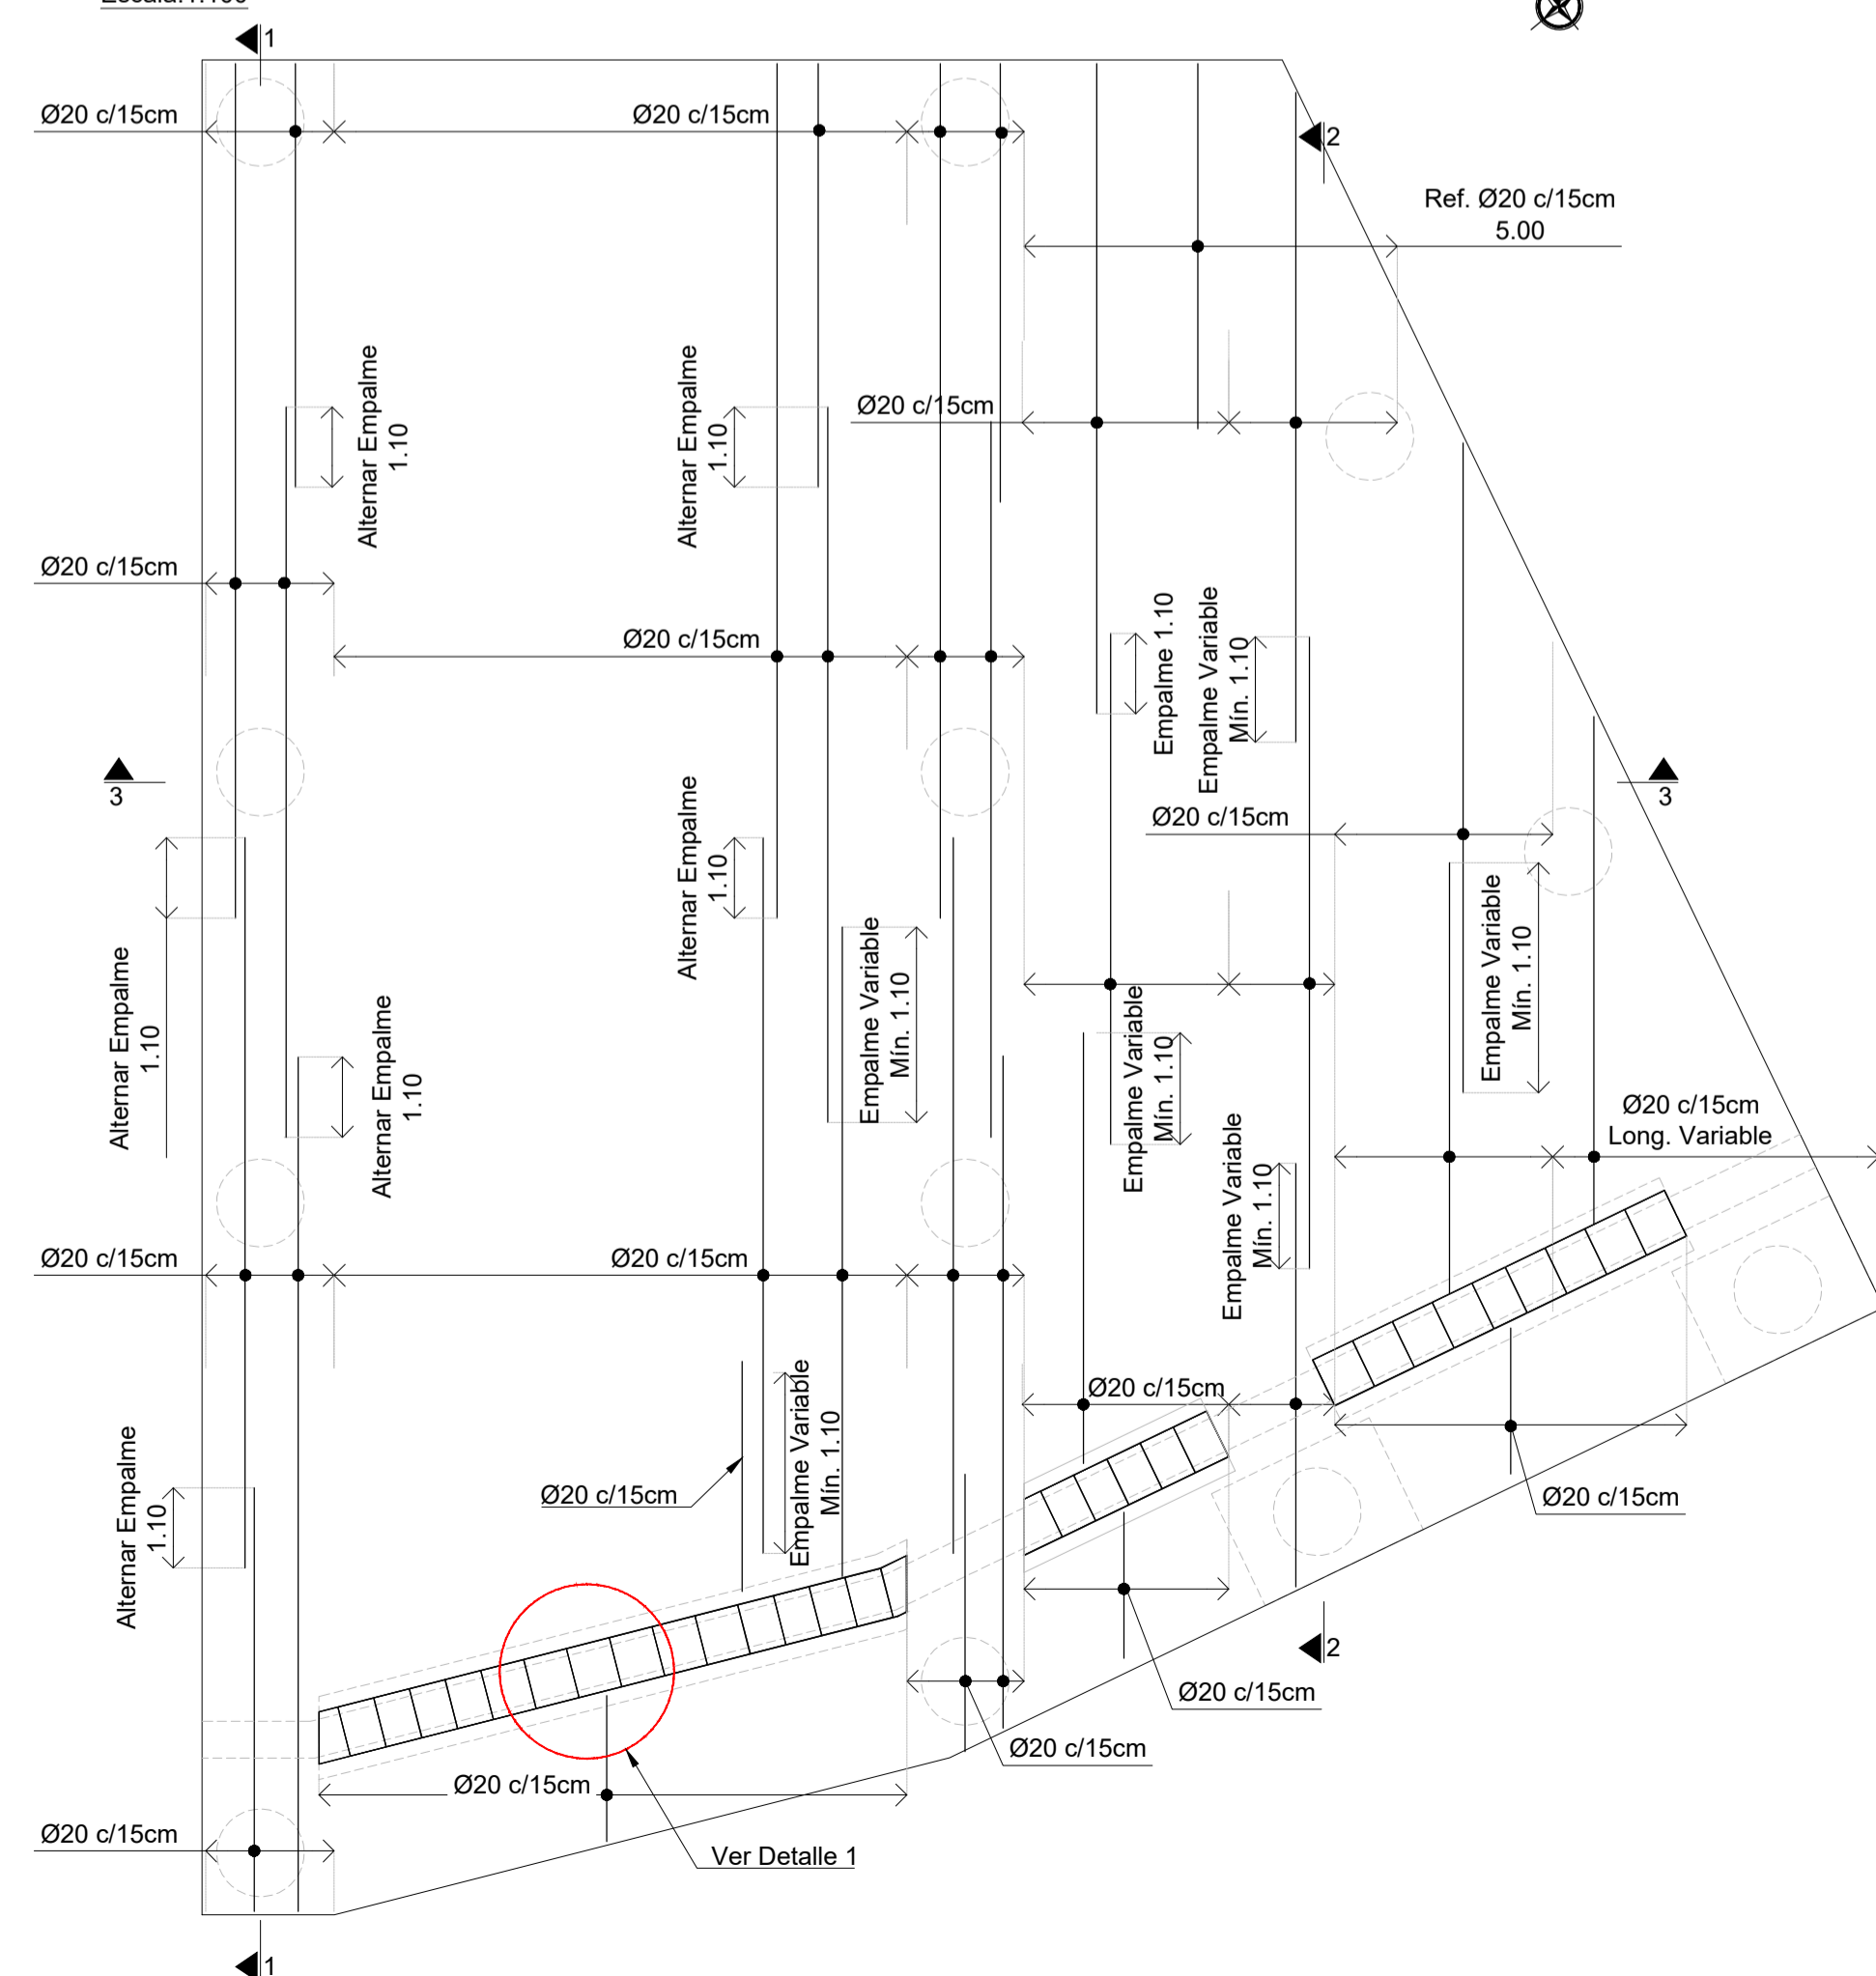 1
Ø20 c/15cm
Ø20 c/15cm
2
Ref. Ø20 c/15cm
5.00
Alternar Empalme
1.10
Alternar Empalme
1.10
Ø20 c/15cm
Ø20 c/15cm
Ø20 c/15cm
Empalme 1.10
Empalme Variable
Mín. 1.10
3
3
Ø20 c/15cm
Alternar Empalme
1.10
Alternar Empalme
1.10
Alternar Empalme
1.10
Empalme Variable
Mín. 1.10
Empalme Variable
Mín. 1.10
Empalme Variable
Mín. 1.10
Ø20 c/15cm
Long. Variable
Empalme Variable
Mín. 1.10
Ø20 c/15cm
Ø20 c/15cm
Ø20 c/15cm
Alternar Empalme
1.10
Ø20 c/15cm
Empalme Variable
Mín. 1.10
Ø20 c/15cm
2
Ø20 c/15cm
Ø20 c/15cm
Ø20 c/15cm
Ø20 c/15cm
Ver Detalle 1
1